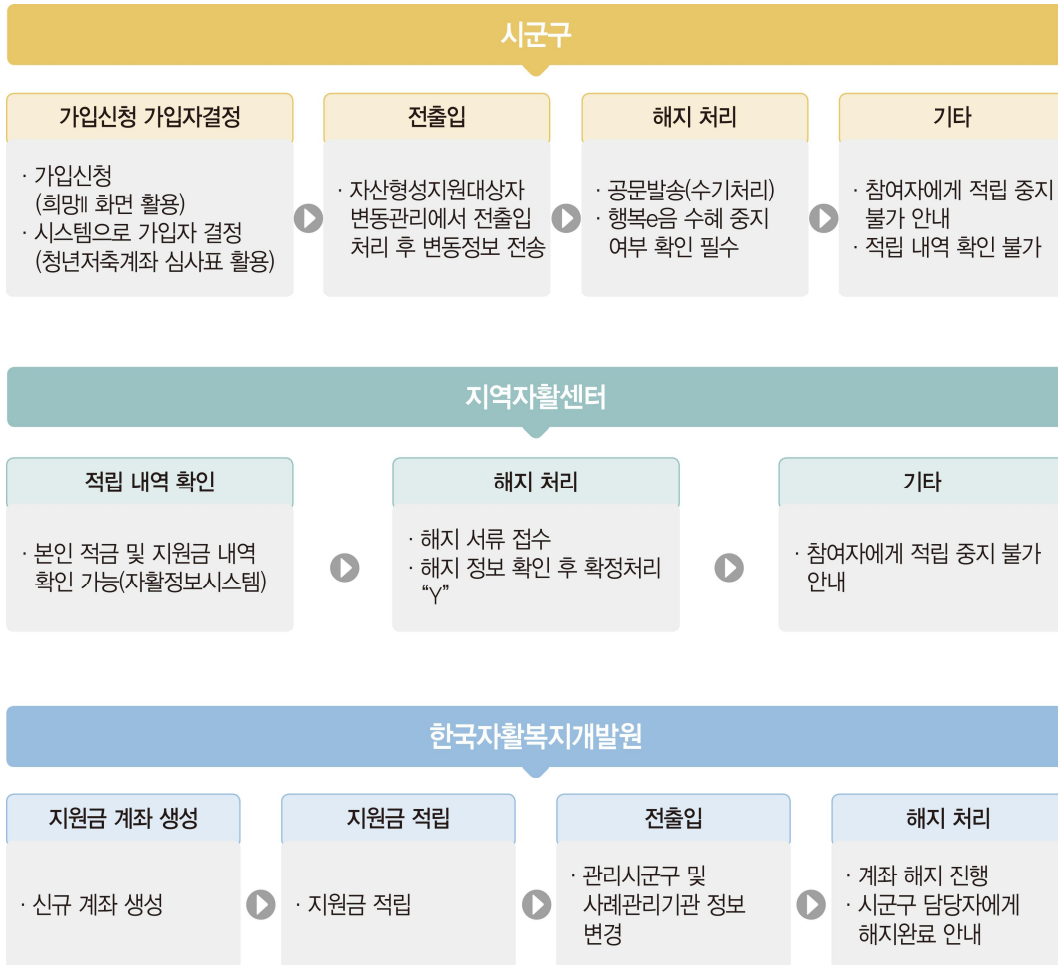 시군구
가입신청 가입자결정
· 가입신청
(희망Ⅱ 화면 활용)
· 시스템으로 가입자 결정
(청년저축계좌 심사표 활용)
전출입
· 자산형성지원대상자
변동관리에서 전출입
처리 후 변동정보 전송
해지 처리
· 공문발송(수기처리)
· 행복e음 수혜 중지
여부 확인 필수
기타
· 참여자에게 적립 중지
불가 안내
· 적립 내역 확인 불가
지역자활센터
적립 내역 확인
· 본인 적금 및 지원금 내역
확인 가능(자활정보시스템)
해지 처리
· 해지 서류 접수
· 해지 정보 확인 후 확정처리
“Y”
기타
· 참여자에게 적립 중지 불가
안내
한국자활복지개발원
지원금 계좌 생성
· 신규 계좌 생성
지원금 적립
· 지원금 적립
전출입
· 관리시군구 및
사례관리기관 정보
변경
해지 처리
· 계좌 해지 진행
· 시군구 담당자에게
해지완료 안내